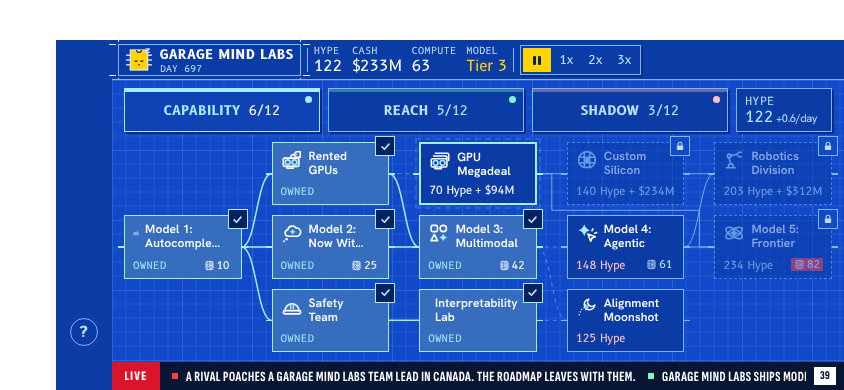 GARAGE MIND LABS
DAY 697
HYPE
122
CASH
$233M
COMPUTE
63
MODEL
Tier 3
1x 2x 3x
CAPABILITY 6/12
REACH 5/12
SHADOW 3/12
HYPE
122 +0.6/day
Rented
GPUs
OWNED
GPU
Megadeal
70 Hype + $94M
Custom
Silicon
140 Hype + $234M
Robotics
Division
203 Hype + $312M
Model 1:
Autocomple...
OWNED 10
Model 2:
Now Wit...
OWNED 25
Model 3:
Multimodal
OWNED 42
Model 4:
Agentic
148 Hype 61
Model 5:
Frontier
234 Hype 82
Safety
Team
OWNED
Interpretability
Lab
OWNED
Alignment
Moonshot
125 Hype
?
LIVE
A RIVAL POACHES A GARAGE MIND LABS TEAM LEAD IN CANADA. THE ROADMAP LEAVES WITH THEM. GARAGE MIND LABS SHIPS MODE
39